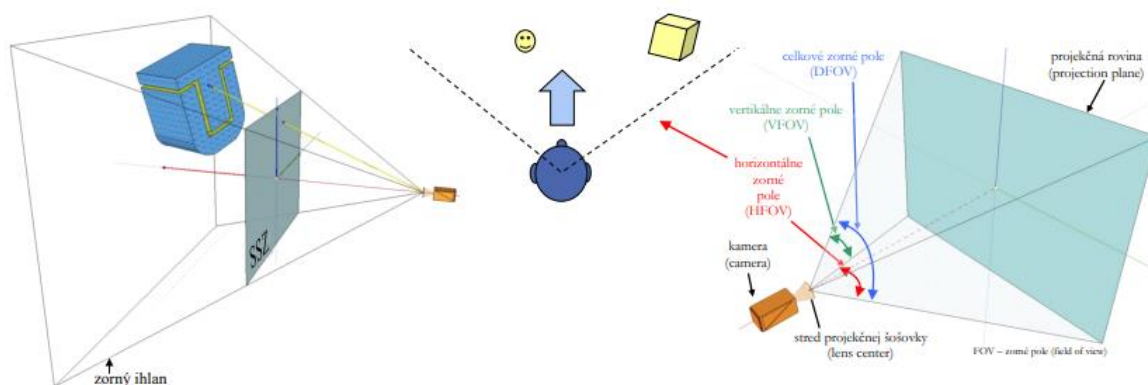 SSZ
zorný ihlan
celkové zorné pole
(DFOV)
vertikálne zorné pole
(VFOV)
horizontálne
zorné
pole
(HFOV)
kamera
(camera)
stred projekčnej šošovky
(lens center)
projekčná rovina
(projection plane)
FOV – zorné pole (field of view)